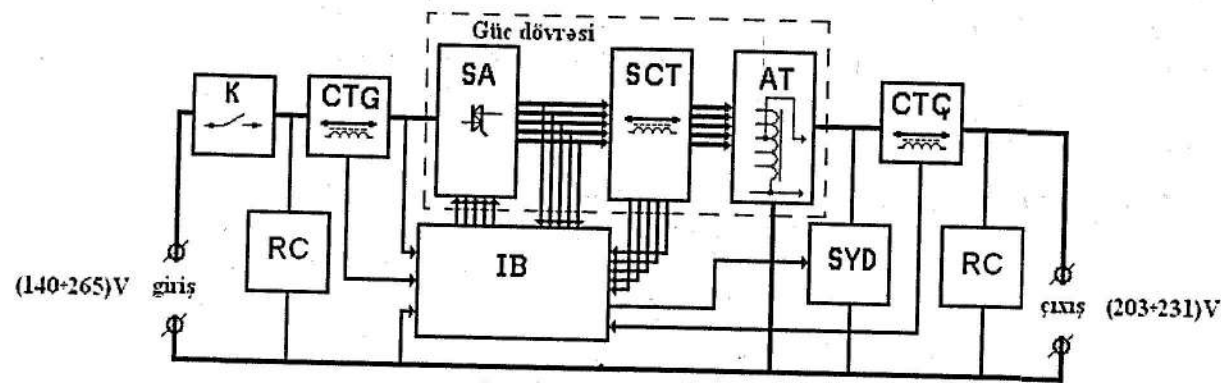 Güc dövrəsi
K
CTG
SA
SCT
AT
CTÇ
RC
IB
SYD
RC
(140÷265)V giriş
çıxış (203÷231)V